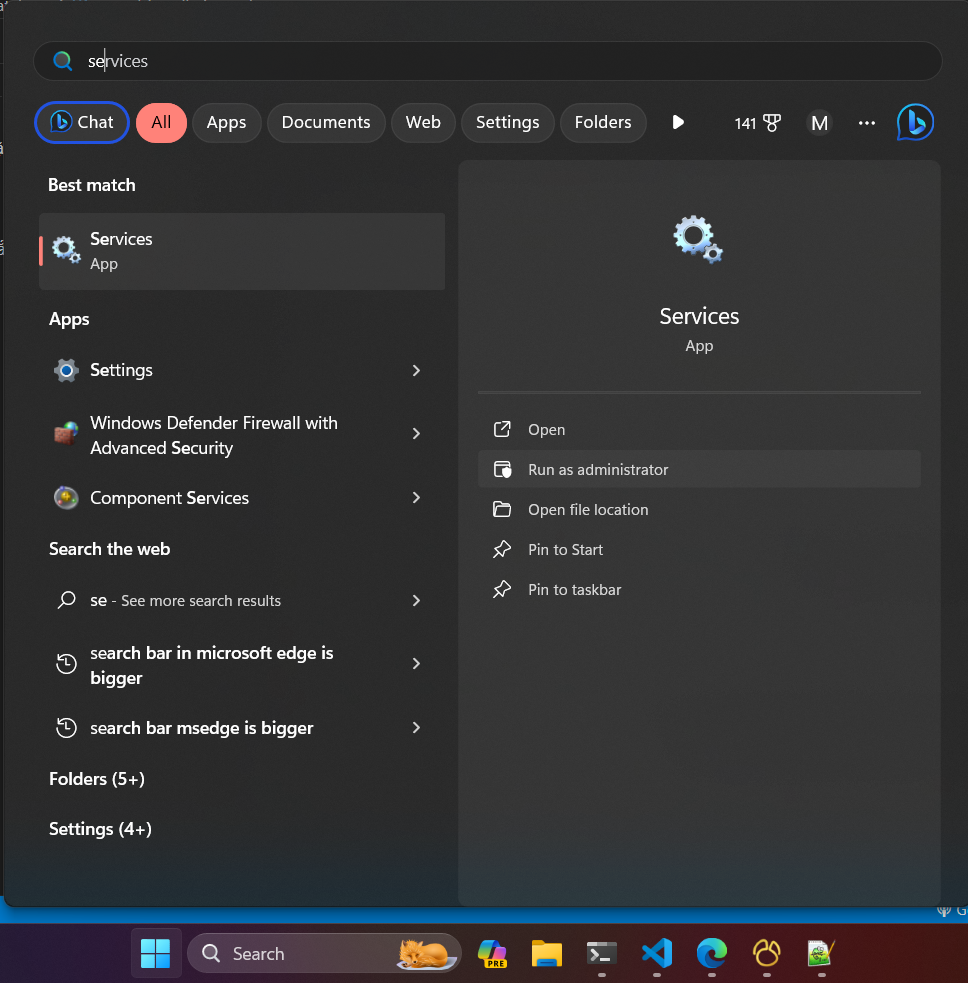 services
Chat
All
Apps
Documents
Web
Settings
Folders
141
M
Best match
Services
App
Apps
Settings
Windows Defender Firewall with
Advanced Security
Component Services
Search the web
se - See more search results
search bar in microsoft edge is
bigger
search bar msedge is bigger
Folders (5+)
Settings (4+)
Services
App
Open
Run as administrator
Open file location
Pin to Start
Pin to taskbar
Search
PRE